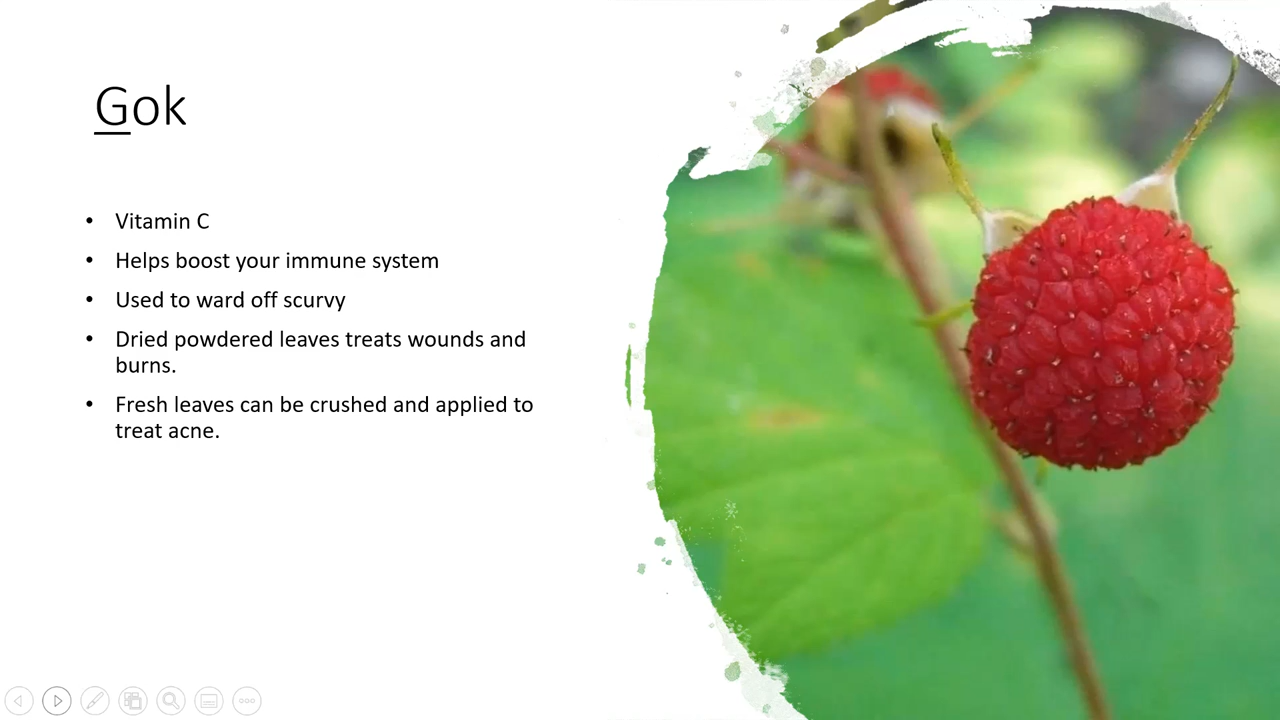 G̲ok
• Vitamin C
• Helps boost your immune system
• Used to ward off scurvy
• Dried powdered leaves treats wounds and
burns.
• Fresh leaves can be crushed and applied to
treat acne.